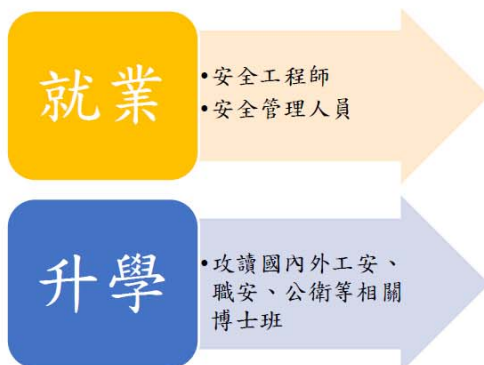 就業
•安全工程師
•安全管理人員
升學
•攻讀國內外工安、
職安、公衛等相關
博士班